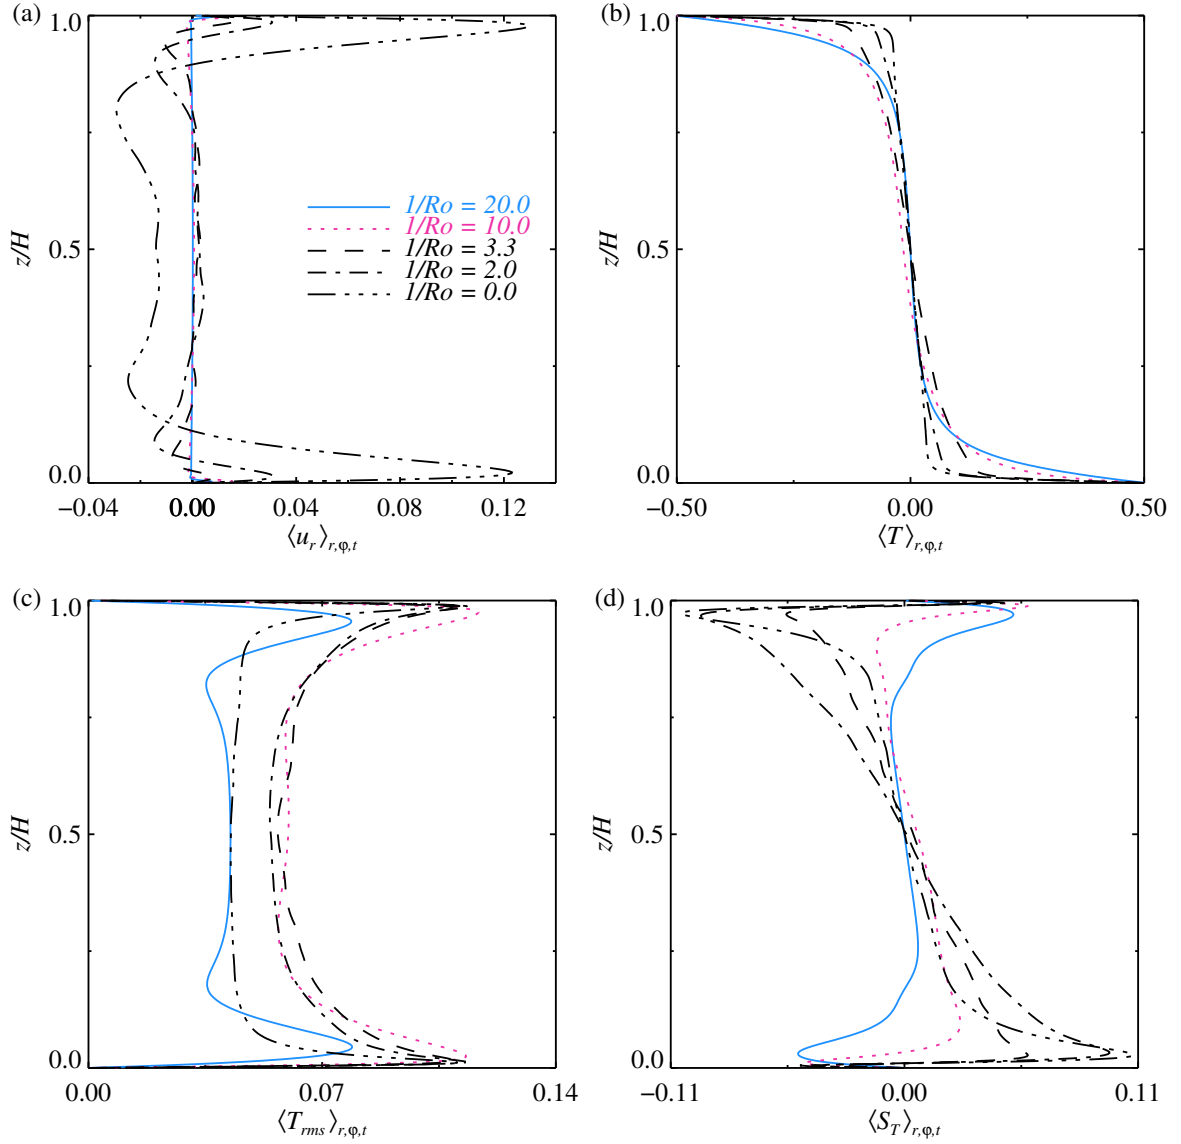 (a)
1.0
z/H
0.5
0.0
−0.04
0.00
0.04
0.08
0.12
⟨u_r⟩_{r,φ,t}
1/Ro = 20.0
1/Ro = 10.0
1/Ro = 3.3
1/Ro = 2.0
1/Ro = 0.0
(b)
1.0
z/H
0.5
0.0
−0.50
0.00
0.50
⟨T⟩_{r,φ,t}
(c)
1.0
z/H
0.5
0.0
0.00
0.07
0.14
⟨T_{rms}⟩_{r,φ,t}
(d)
1.0
z/H
0.5
0.0
−0.11
0.00
0.11
⟨S_T⟩_{r,φ,t}